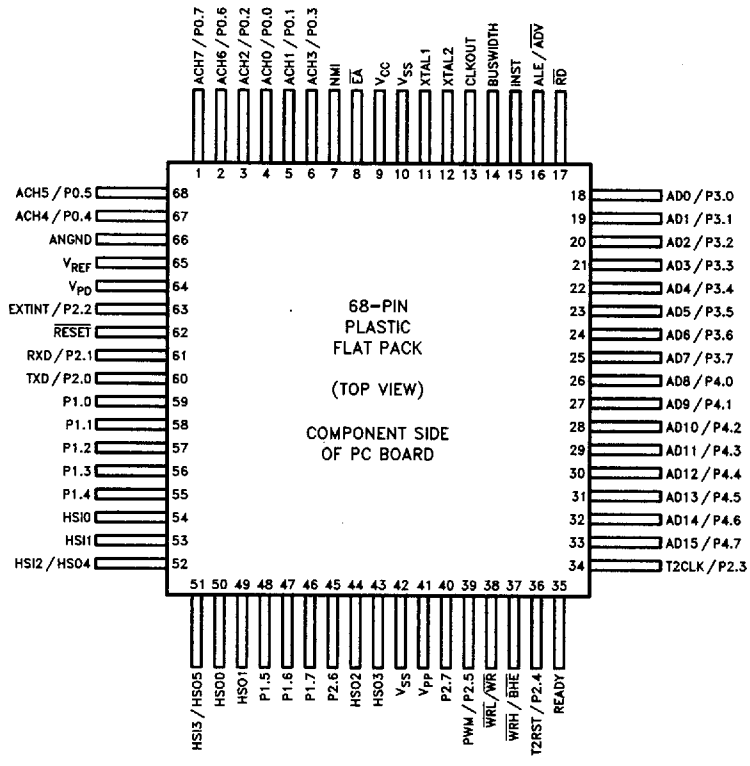 ACH7 / P0.7
ACH6 / P0.6
ACH2 / P0.2
ACH0 / P0.0
ACH1 / P0.1
ACH3 / P0.3
NMI
E̅A̅
VCC
VSS
XTAL1
XTAL2
CLKOUT
BUSWIDTH
INST
ALE / A̅D̅V̅
R̅D̅
1 2 3 4 5 6 7 8 9 10 11 12 13 14 15 16 17
ACH5 / P0.5 68
ACH4 / P0.4 67
ANGND 66
VREF 65
VPD 64
EXTINT / P2.2 63
R̅E̅S̅E̅T̅ 62
RXD / P2.1 61
TXD / P2.0 60
P1.0 59
P1.1 58
P1.2 57
P1.3 56
P1.4 55
HSI0 54
HSI1 53
HSI2 / HSO4 52
68-PIN
PLASTIC
FLAT PACK
(TOP VIEW)
COMPONENT SIDE
OF PC BOARD
18 AD0 / P3.0
19 AD1 / P3.1
20 AD2 / P3.2
21 AD3 / P3.3
22 AD4 / P3.4
23 AD5 / P3.5
24 AD6 / P3.6
25 AD7 / P3.7
26 AD8 / P4.0
27 AD9 / P4.1
28 AD10 / P4.2
29 AD11 / P4.3
30 AD12 / P4.4
31 AD13 / P4.5
32 AD14 / P4.6
33 AD15 / P4.7
34 T2CLK / P2.3
51 50 49 48 47 46 45 44 43 42 41 40 39 38 37 36 35
HSI3 / HSO5
HSO0
HSO1
P1.5
P1.6
P1.7
P2.6
HSO2
HSO3
VSS
VPP
P2.7
PWM / P2.5
W̅R̅L̅ / W̅R̅
W̅R̅H̅ / B̅H̅E̅
T2RST / P2.4
READY